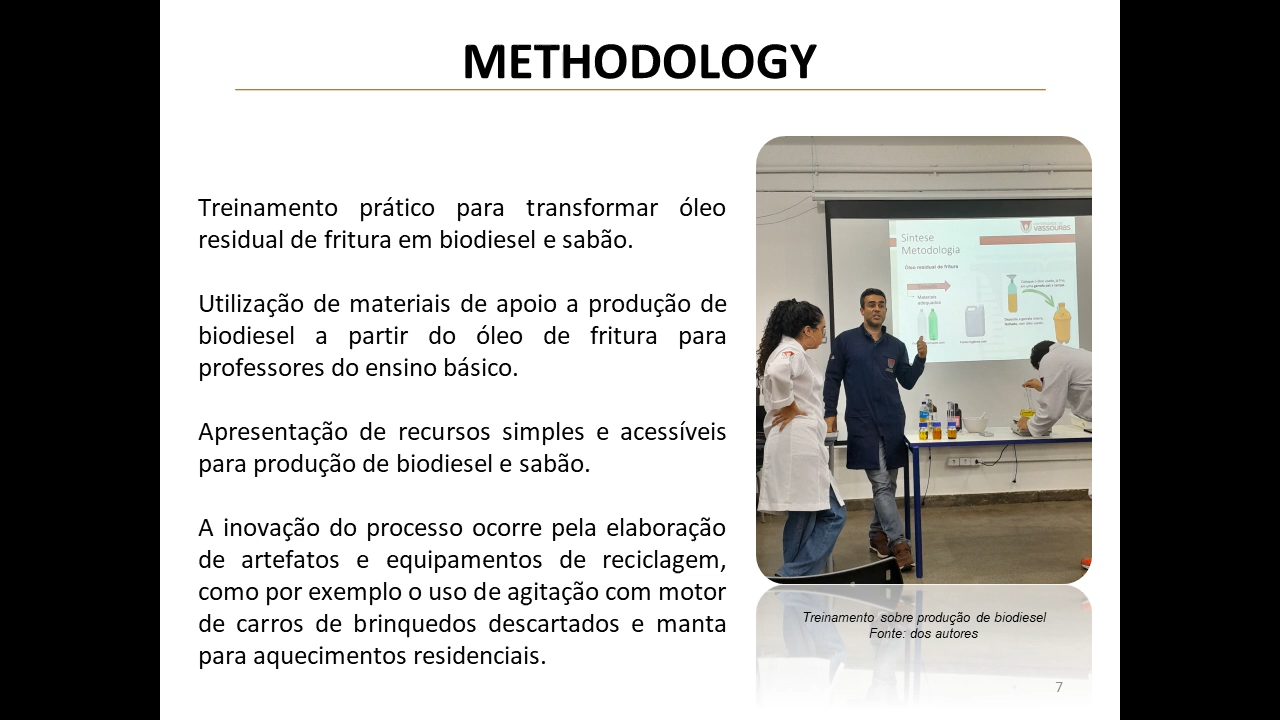 METHODOLOGY
Treinamento prático para transformar óleo
residual de fritura em biodiesel e sabão.
Utilização de materiais de apoio a produção de
biodiesel a partir do óleo de fritura para
professores do ensino básico.
Apresentação de recursos simples e acessíveis
para produção de biodiesel e sabão.
A inovação do processo ocorre pela elaboração
de artefatos e equipamentos de reciclagem,
como por exemplo o uso de agitação com motor
de carros de brinquedos descartados e manta
para aquecimentos residenciais.
vassouras
Síntese
Metodologia
Óleo residual de fritura
Materiais
adequados
Treinamento sobre produção de biodiesel
Fonte: dos autores
7